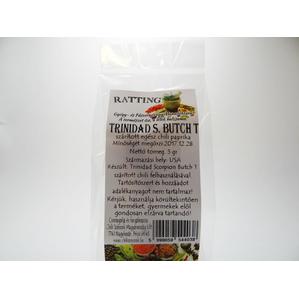 RATTING
TRINIDAD S. BUTCH T
szárított egész chili paprika
Minőségét megőrzi 2017.12.28
Nettó tömeg: 3 gr
Származási hely: USA
Készült: Trinidad Scorpion Butch T
szárított chili felhasználásával.
Tartósítószert és hozzáadott
adalékanyagot nem tartalmaz!
Kérjük, használja körültekintően
a terméket, gyermekek elől
gondosan elzárva tartandó!